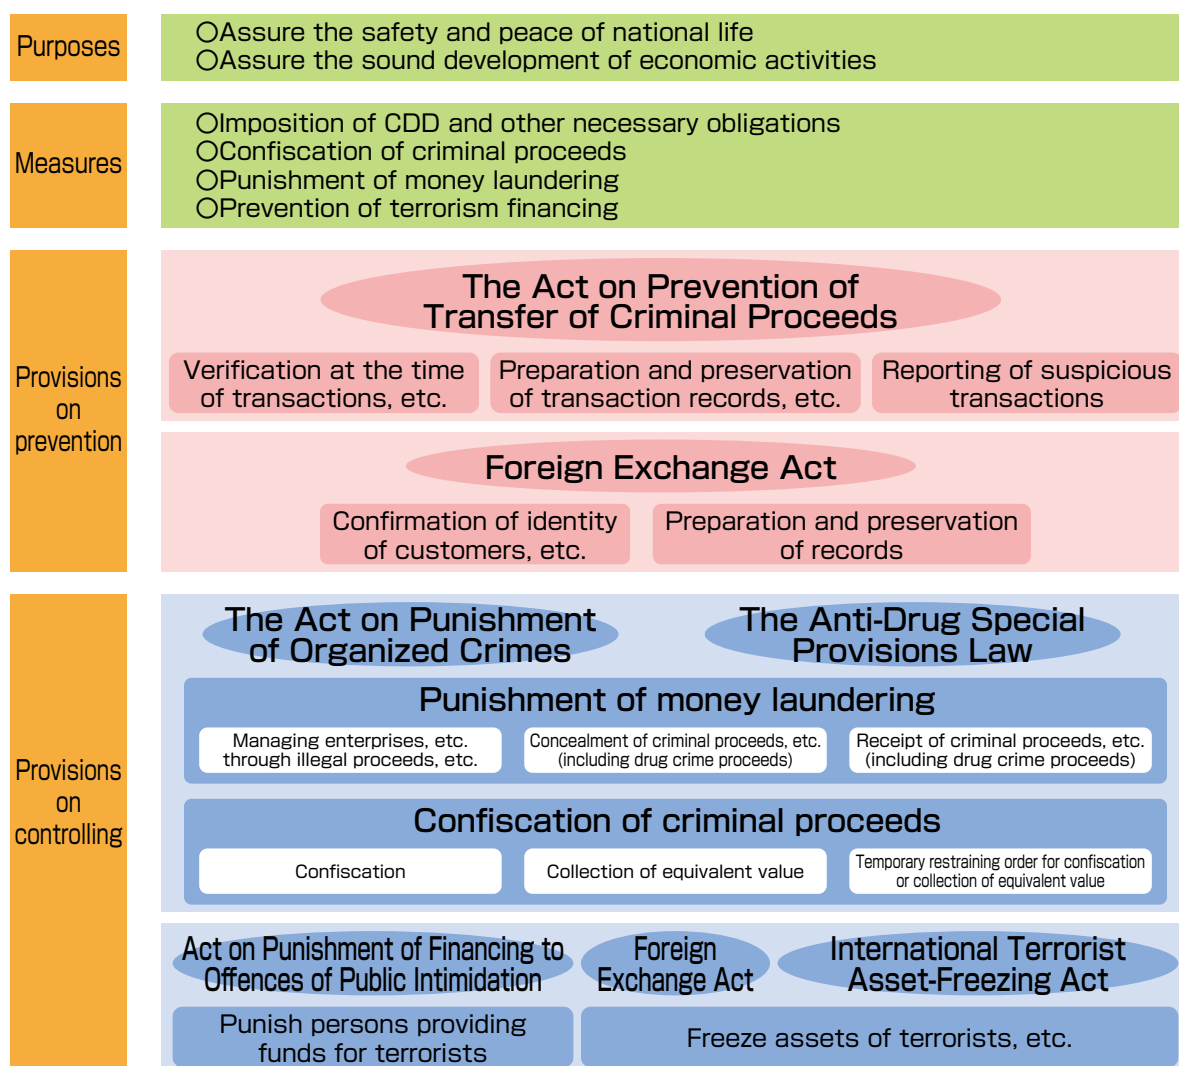 Purposes
○Assure the safety and peace of national life
○Assure the sound development of economic activities
Measures
○Imposition of CDD and other necessary obligations
○Confiscation of criminal proceeds
○Punishment of money laundering
○Prevention of terrorism financing
Provisions
on
prevention
The Act on Prevention of
Transfer of Criminal Proceeds
Verification at the time
of transactions, etc.
Preparation and preservation
of transaction records, etc.
Reporting of suspicious
transactions
Foreign Exchange Act
Confirmation of identity
of customers, etc.
Preparation and preservation
of records
Provisions
on
controlling
The Act on Punishment
of Organized Crimes
The Anti-Drug Special
Provisions Law
Punishment of money laundering
Managing enterprises, etc.
through illegal proceeds, etc.
Concealment of criminal proceeds, etc.
(including drug crime proceeds)
Receipt of criminal proceeds, etc.
(including drug crime proceeds)
Confiscation of criminal proceeds
Confiscation
Collection of equivalent value
Temporary restraining order for confiscation
or collection of equivalent value
Act on Punishment of Financing to
Offences of Public Intimidation
Foreign
Exchange Act
International Terrorist
Asset-Freezing Act
Punish persons providing
funds for terrorists
Freeze assets of terrorists, etc.